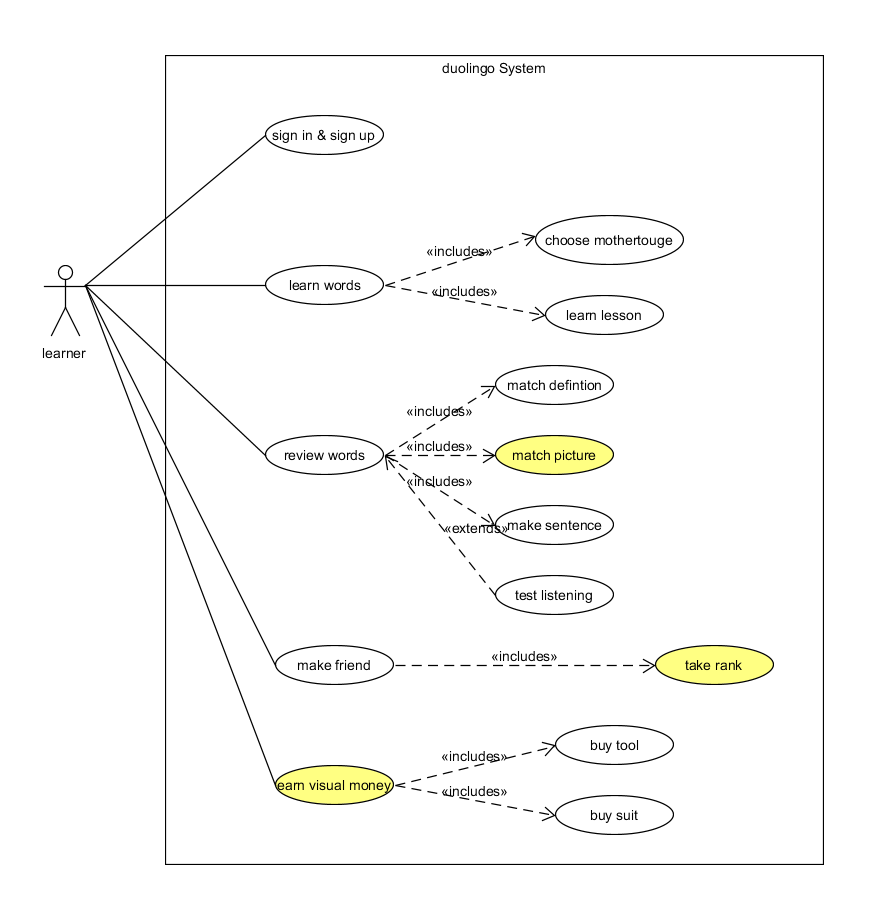 duolingo System
sign in & sign up
choose mothertouge
«includes»
learn words
«includes»
learn lesson
learner
match defintion
«includes»
review words
«includes»
match picture
«includes»
make sentence
«extends»
test listening
make friend
«includes»
take rank
buy tool
«includes»
earn visual money
«includes»
buy suit